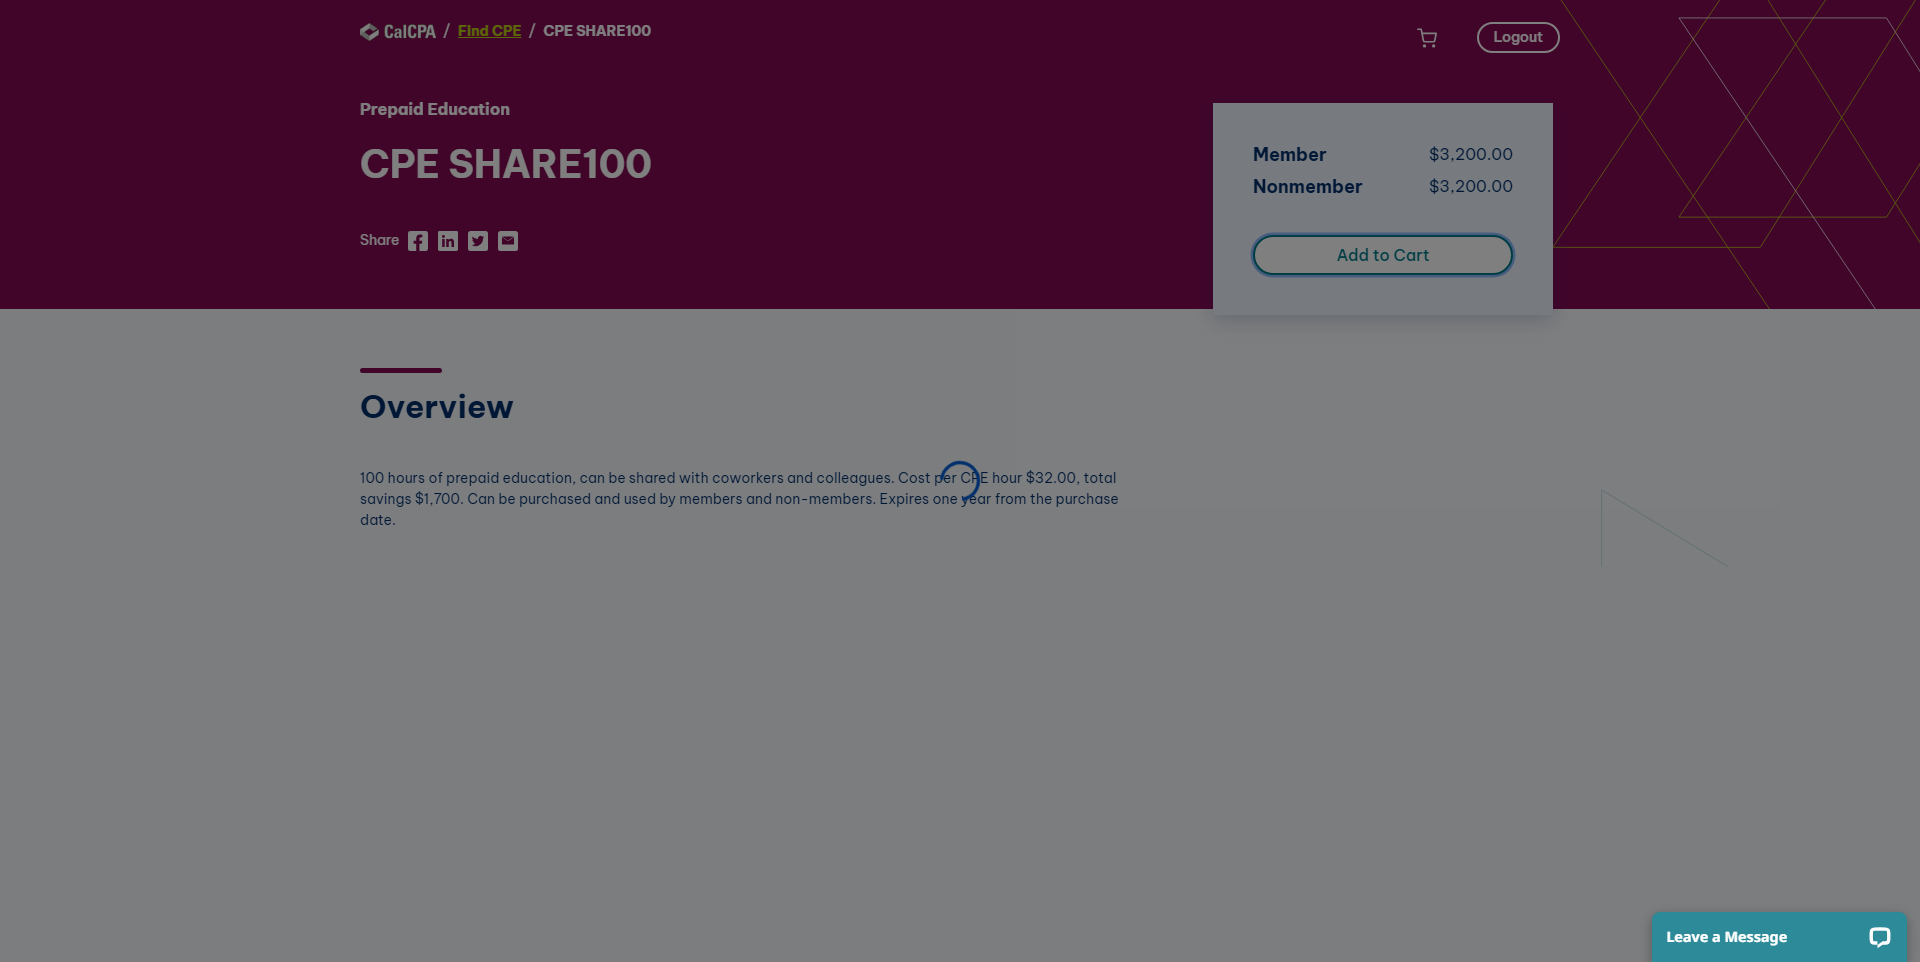 CalCPA / Find CPE / CPE SHARE100
Logout
Prepaid Education
CPE SHARE100
Share
Member $3,200.00
Nonmember $3,200.00
Add to Cart
Overview
100 hours of prepaid education, can be shared with coworkers and colleagues. Cost per CPE hour $32.00, total
savings $1,700. Can be purchased and used by members and non-members. Expires one year from the purchase
date.
Leave a Message